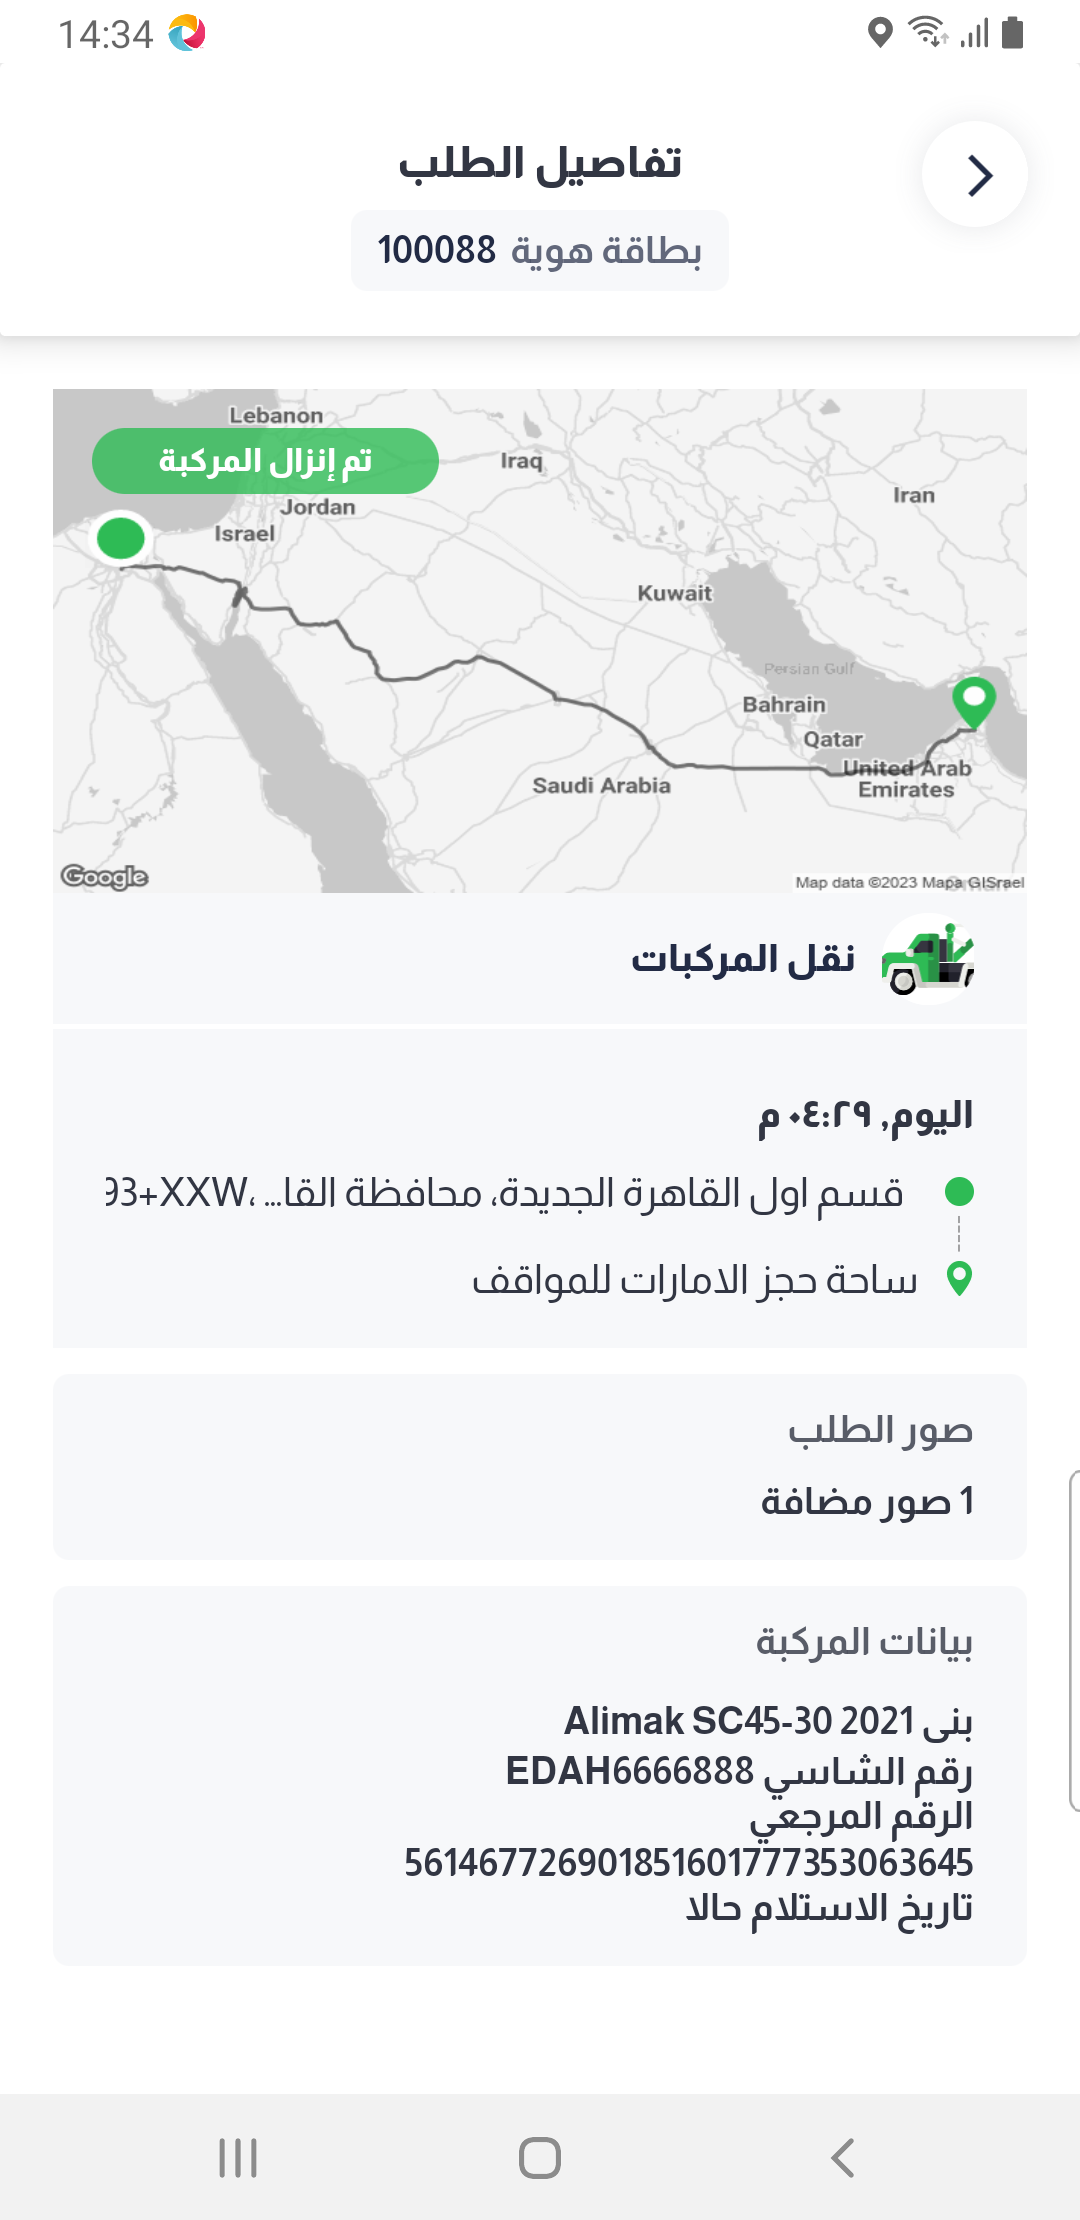 14:34
تفاصيل الطلب
بطاقة هوية 100088
Lebanon
تم إنزال المركبة
Iraq
Iran
Jordan
Israel
Kuwait
Persian Gulf
Bahrain
Qatar
United Arab
Emirates
Saudi Arabia
Google
Map data ©2023 Mapa GISrael
نقل المركبات
اليوم, ٠٤:٢٩ م
قسم اول القاهرة الجديدة، محافظة القا... ،93+XXW
ساحة حجز الامارات للمواقف
صور الطلب
1 صور مضافة
بيانات المركبة
بنى Alimak SC45-30 2021
رقم الشاسي EDAH6666888
الرقم المرجعي
561467726901851601777353063645
تاريخ الاستلام حالا